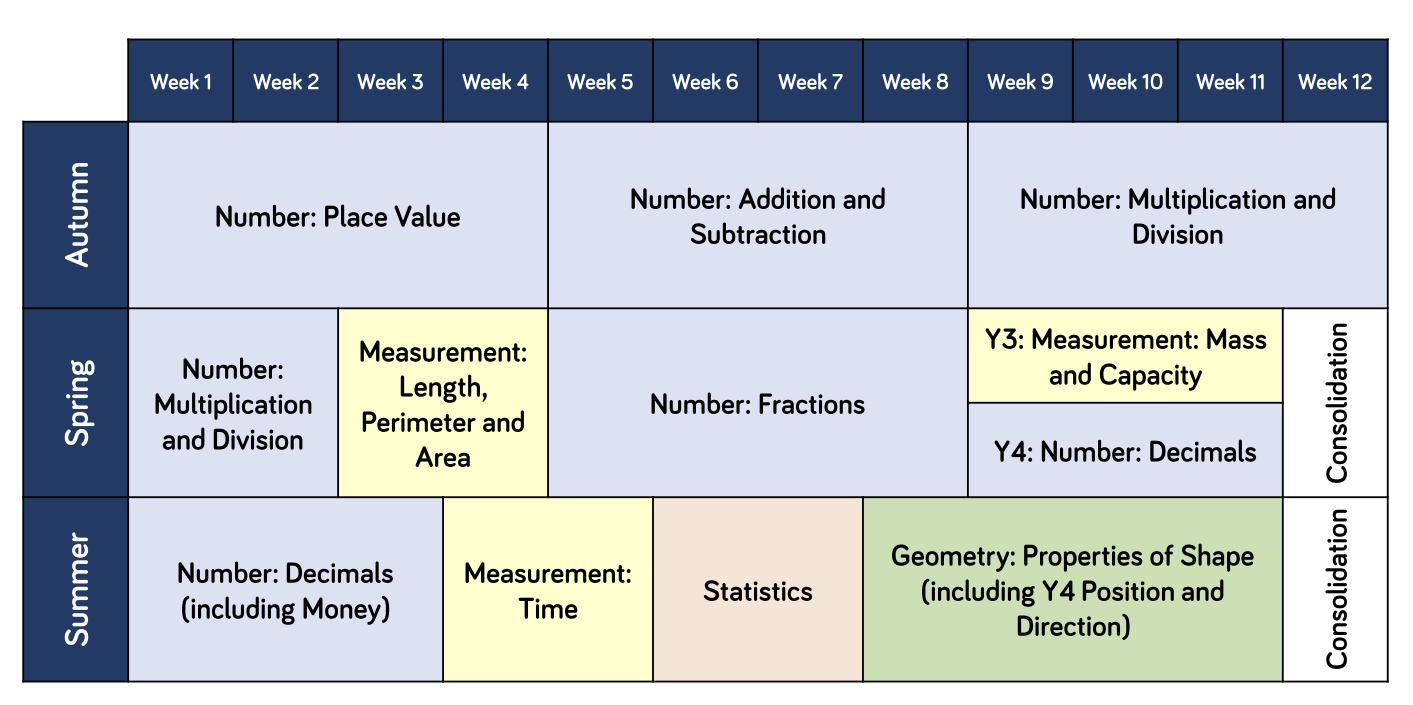 Week 1
Week 2
Week 3
Week 4
Week 5
Week 6
Week 7
Week 8
Week 9
Week 10
Week 11
Week 12
Autumn
Number: Place Value
Number: Addition and
Subtraction
Number: Multiplication and
Division
Spring
Number:
Multiplication
and Division
Measurement:
Length,
Perimeter and
Area
Number: Fractions
Y3: Measurement: Mass
and Capacity
Y4: Number: Decimals
Consolidation
Summer
Number: Decimals
(including Money)
Measurement:
Time
Statistics
Geometry: Properties of Shape
(including Y4 Position and
Direction)
Consolidation